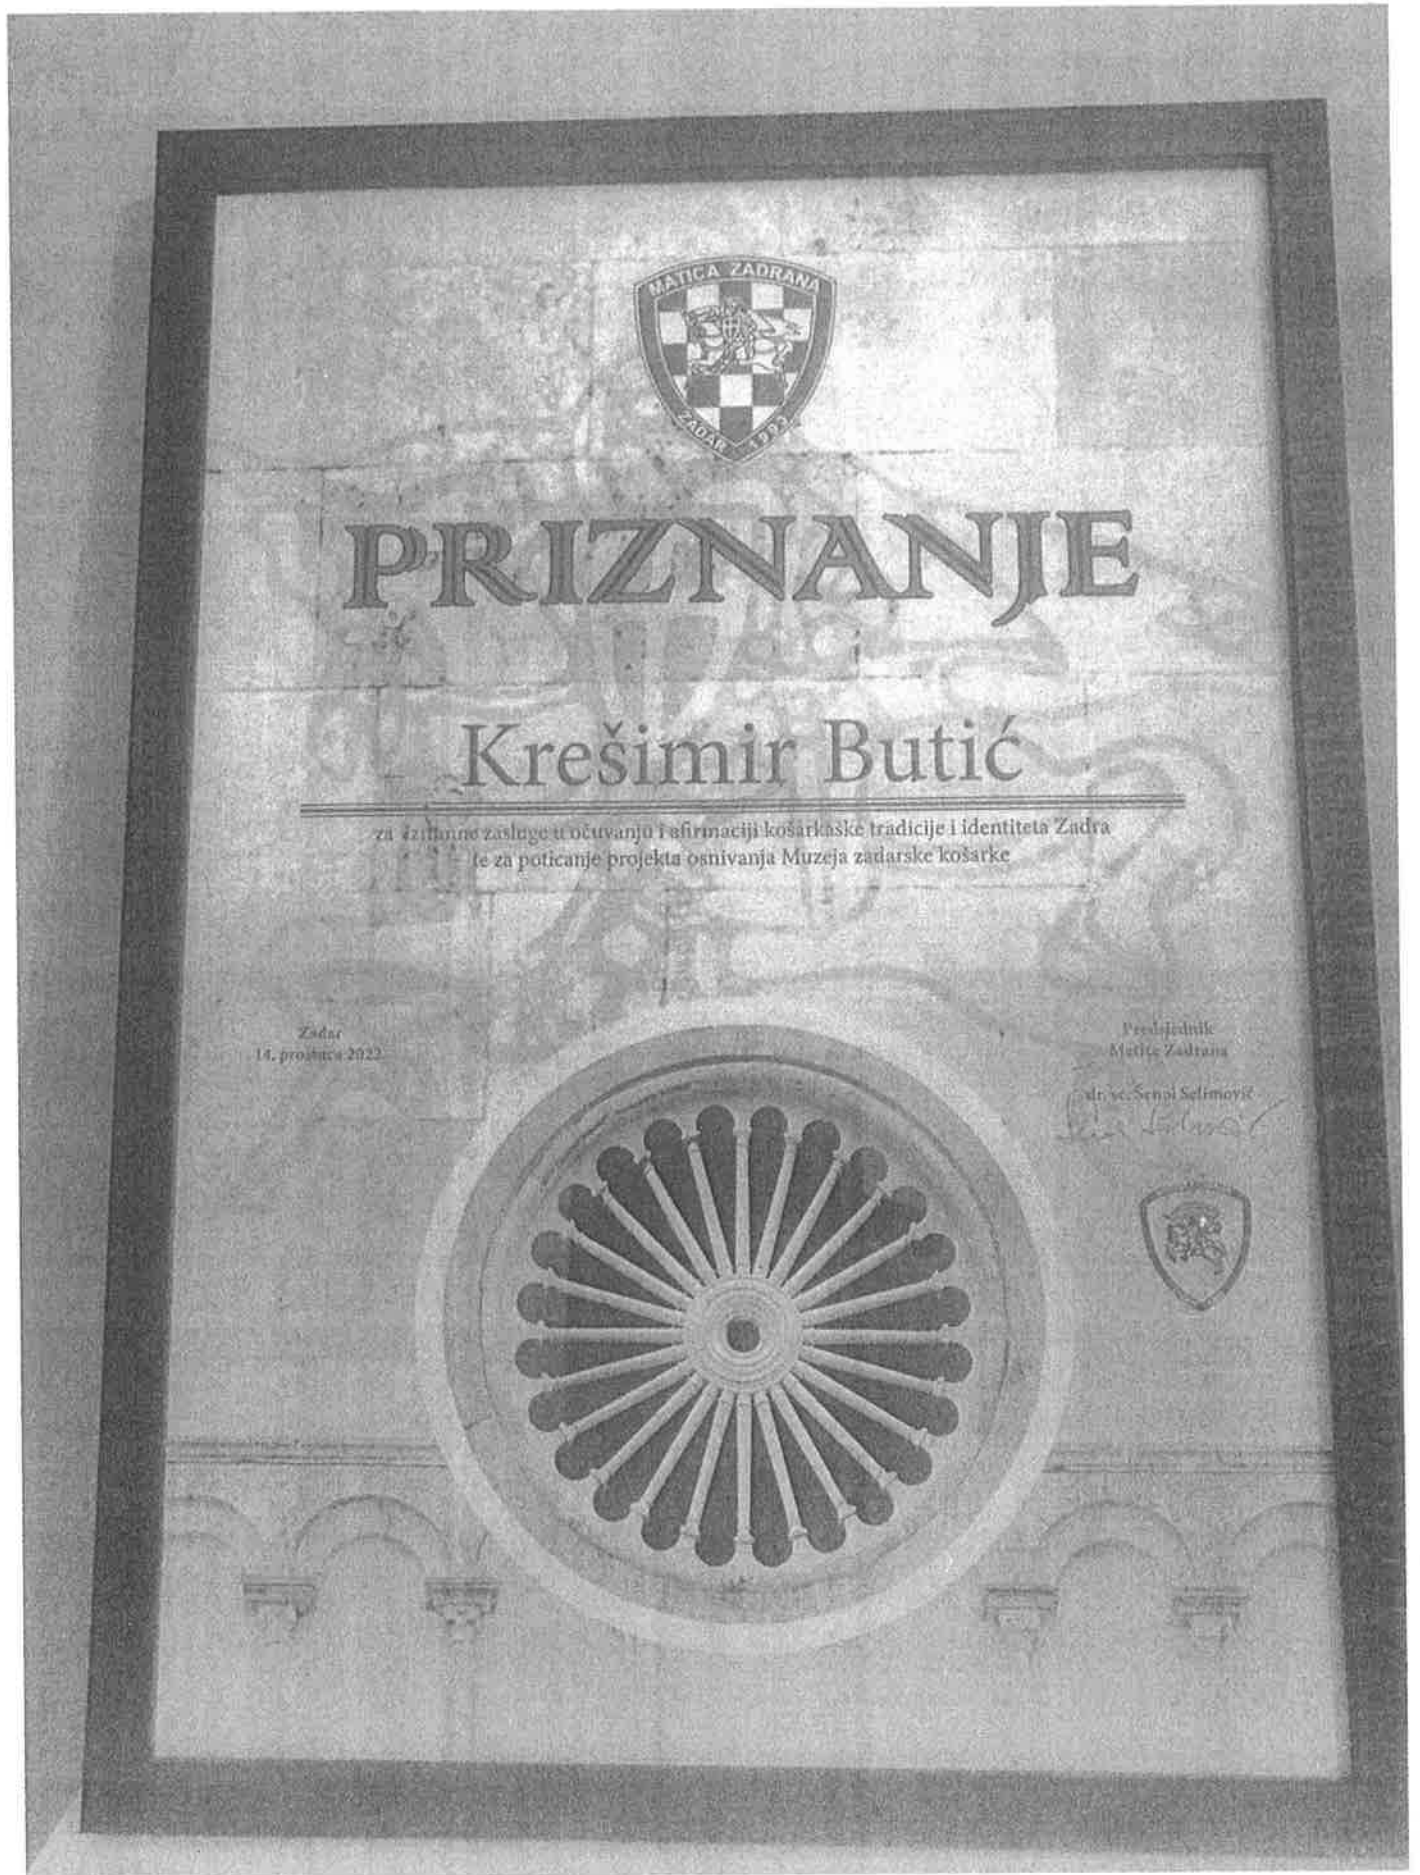 MATICA ZADRANA
ZADAR 1993
PRIZNANJE
Krešimir Butić
za iznimne zasluge u očuvanju i afirmaciji košarkaške tradicije i identiteta Zadra
te za poticanje projekta osnivanja Muzeja zadarske košarke
Zadar
14. prosinca 2022
Predsjednik
Matice Zadrana
dr. sc. Šenol Selimović